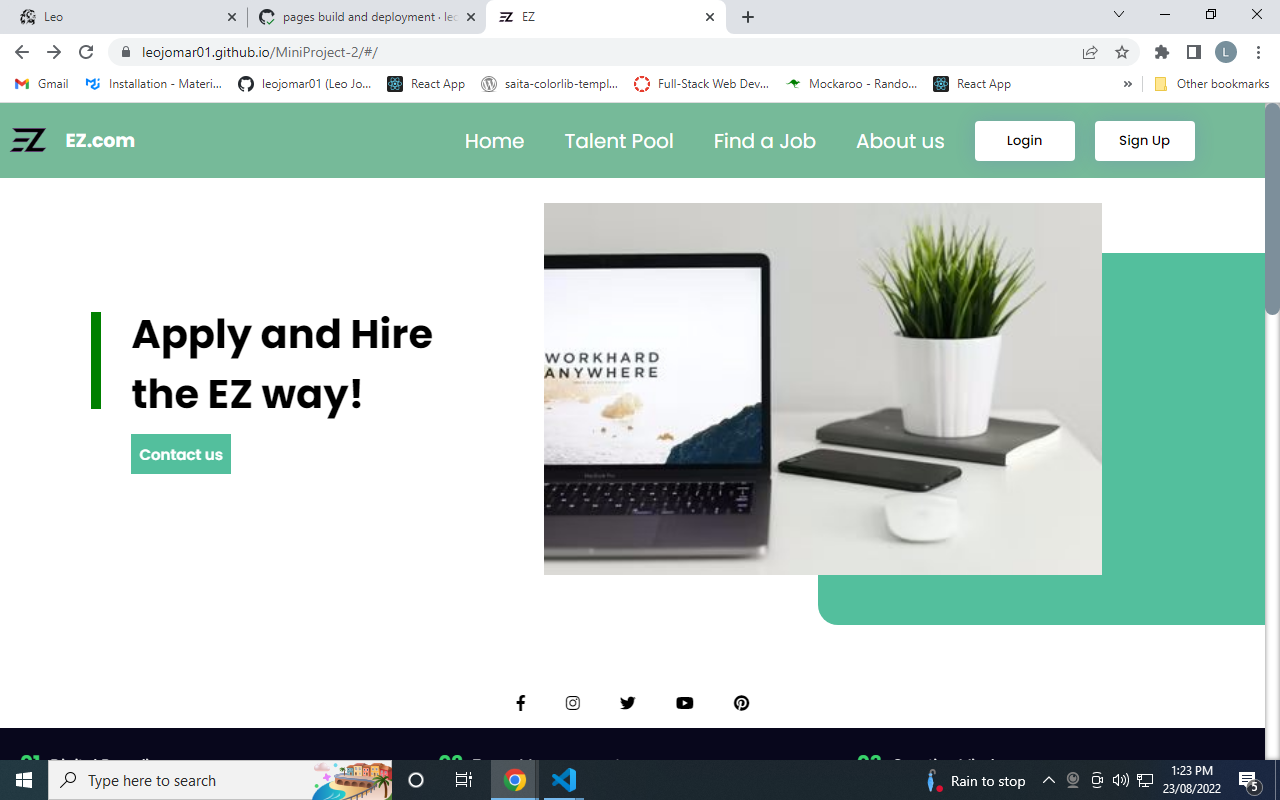 Leo
pages build and deployment · leo
EZ
leojomar01.github.io/MiniProject-2/#/
L
Gmail
Installation - Materi...
leojomar01 (Leo Jo...
React App
saita-colorlib-templ...
Full-Stack Web Dev...
Mockaroo - Rando...
React App
»
Other bookmarks
EZ
EZ.com
Home
Talent Pool
Find a Job
About us
Login
Sign Up
WORKHARD
ANYWHERE
MacBook Pro
Apply and Hire
the EZ way!
Contact us
Type here to search
Rain to stop
1:23 PM
23/08/2022
5